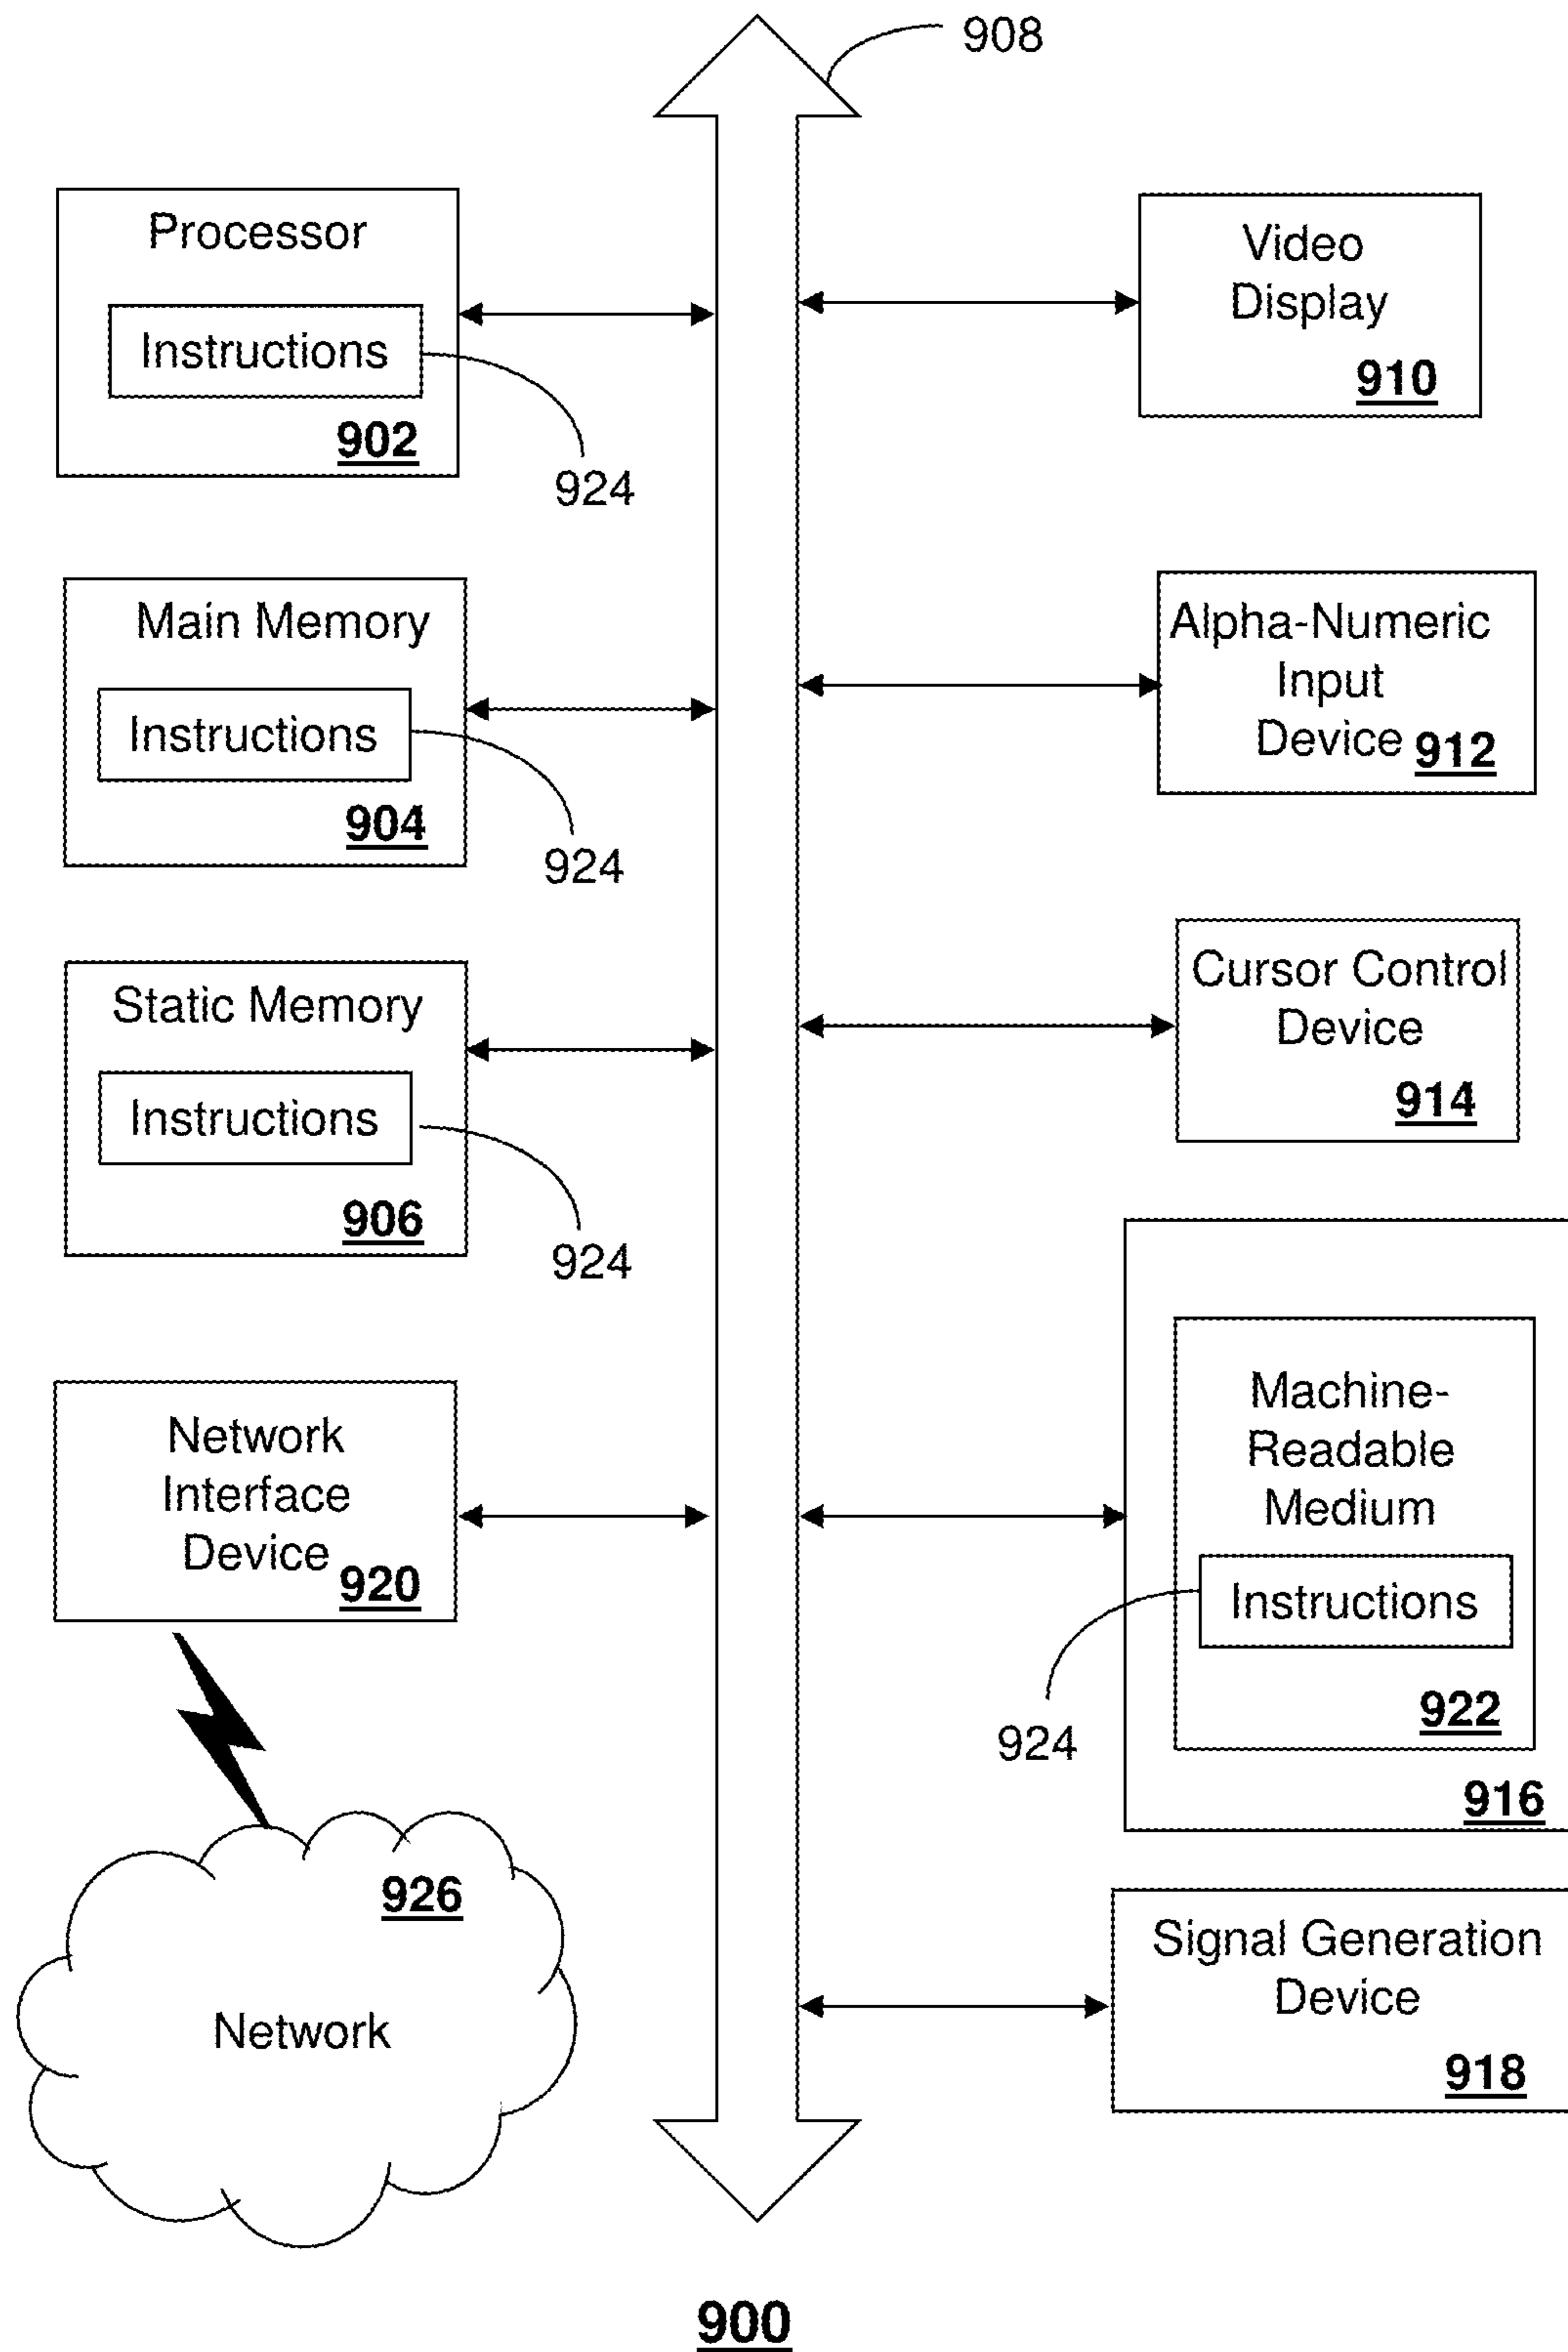 908
Processor
Instructions
902
924
Main Memory
Instructions
904
924
Static Memory
Instructions
906
924
Network
Interface
Device
920
926
Network
Video
Display
910
Alpha-Numeric
Input
Device
912
Cursor Control
Device
914
Machine-
Readable
Medium
Instructions
924
922
916
Signal Generation
Device
918
900